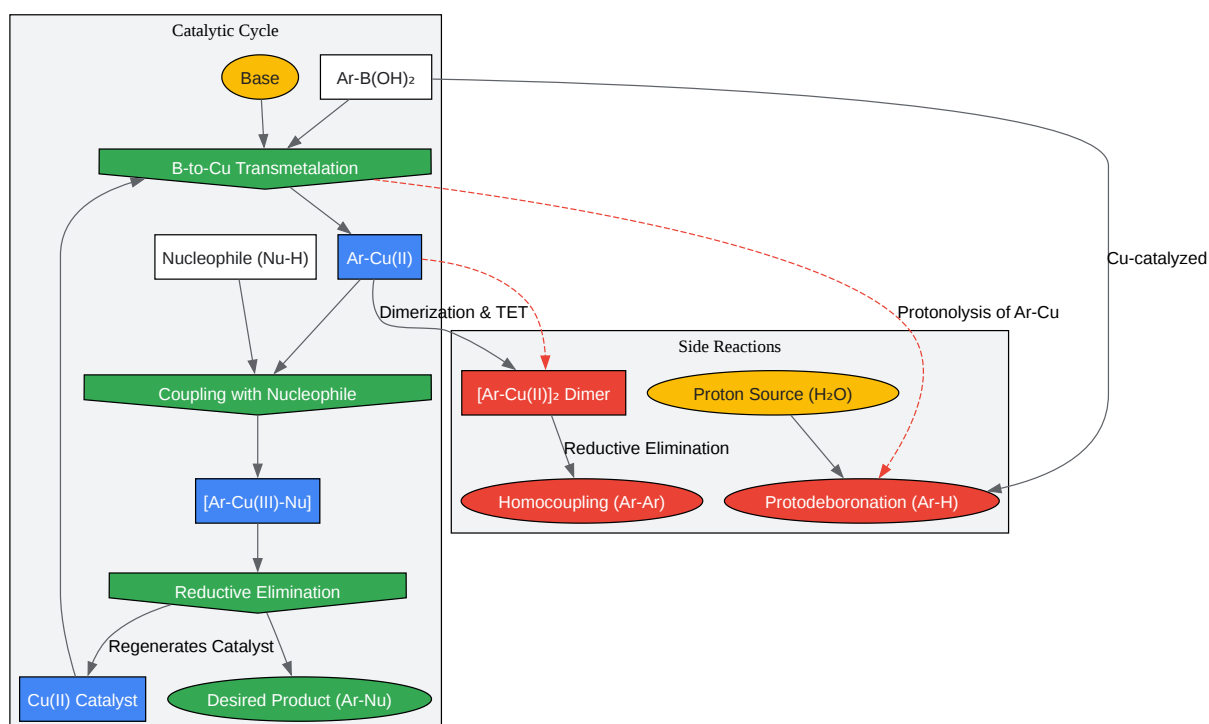 Catalytic Cycle
Base
Ar-B(OH)₂
B-to-Cu Transmetalation
Nucleophile (Nu-H)
Ar-Cu(II)
Cu-catalyzed
Dimerization & TET
Protonolysis of Ar-Cu
Side Reactions
Coupling with Nucleophile
[Ar-Cu(II)]₂ Dimer
Proton Source (H₂O)
Reductive Elimination
[Ar-Cu(III)-Nu]
Homocoupling (Ar-Ar)
Protodeboronation (Ar-H)
Reductive Elimination
Regenerates Catalyst
Cu(II) Catalyst
Desired Product (Ar-Nu)